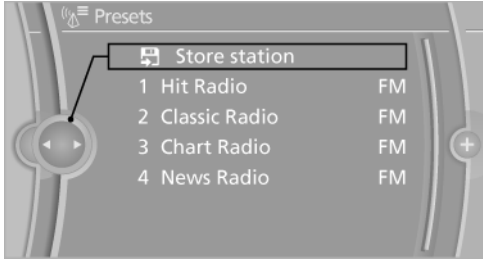 Presets
Store station
1 Hit Radio FM
2 Classic Radio FM
3 Chart Radio FM
4 News Radio FM